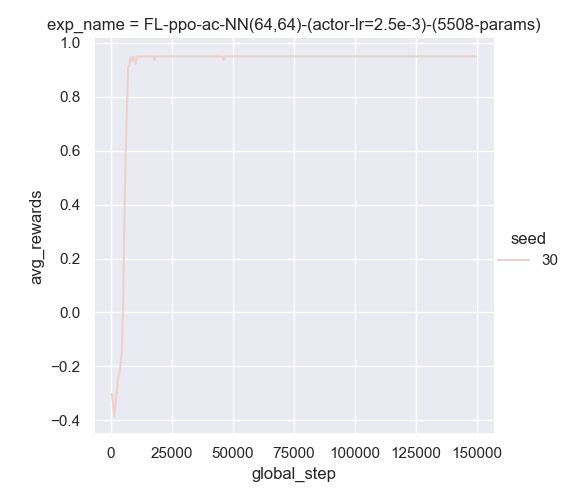 exp_name = FL-ppo-ac-NN(64,64)-(actor-lr=2.5e-3)-(5508-params)
1.0
0.8
0.6
0.4
0.2
0.0
−0.2
−0.4
avg_rewards
seed
30
0 25000 50000 75000 100000 125000 150000
global_step